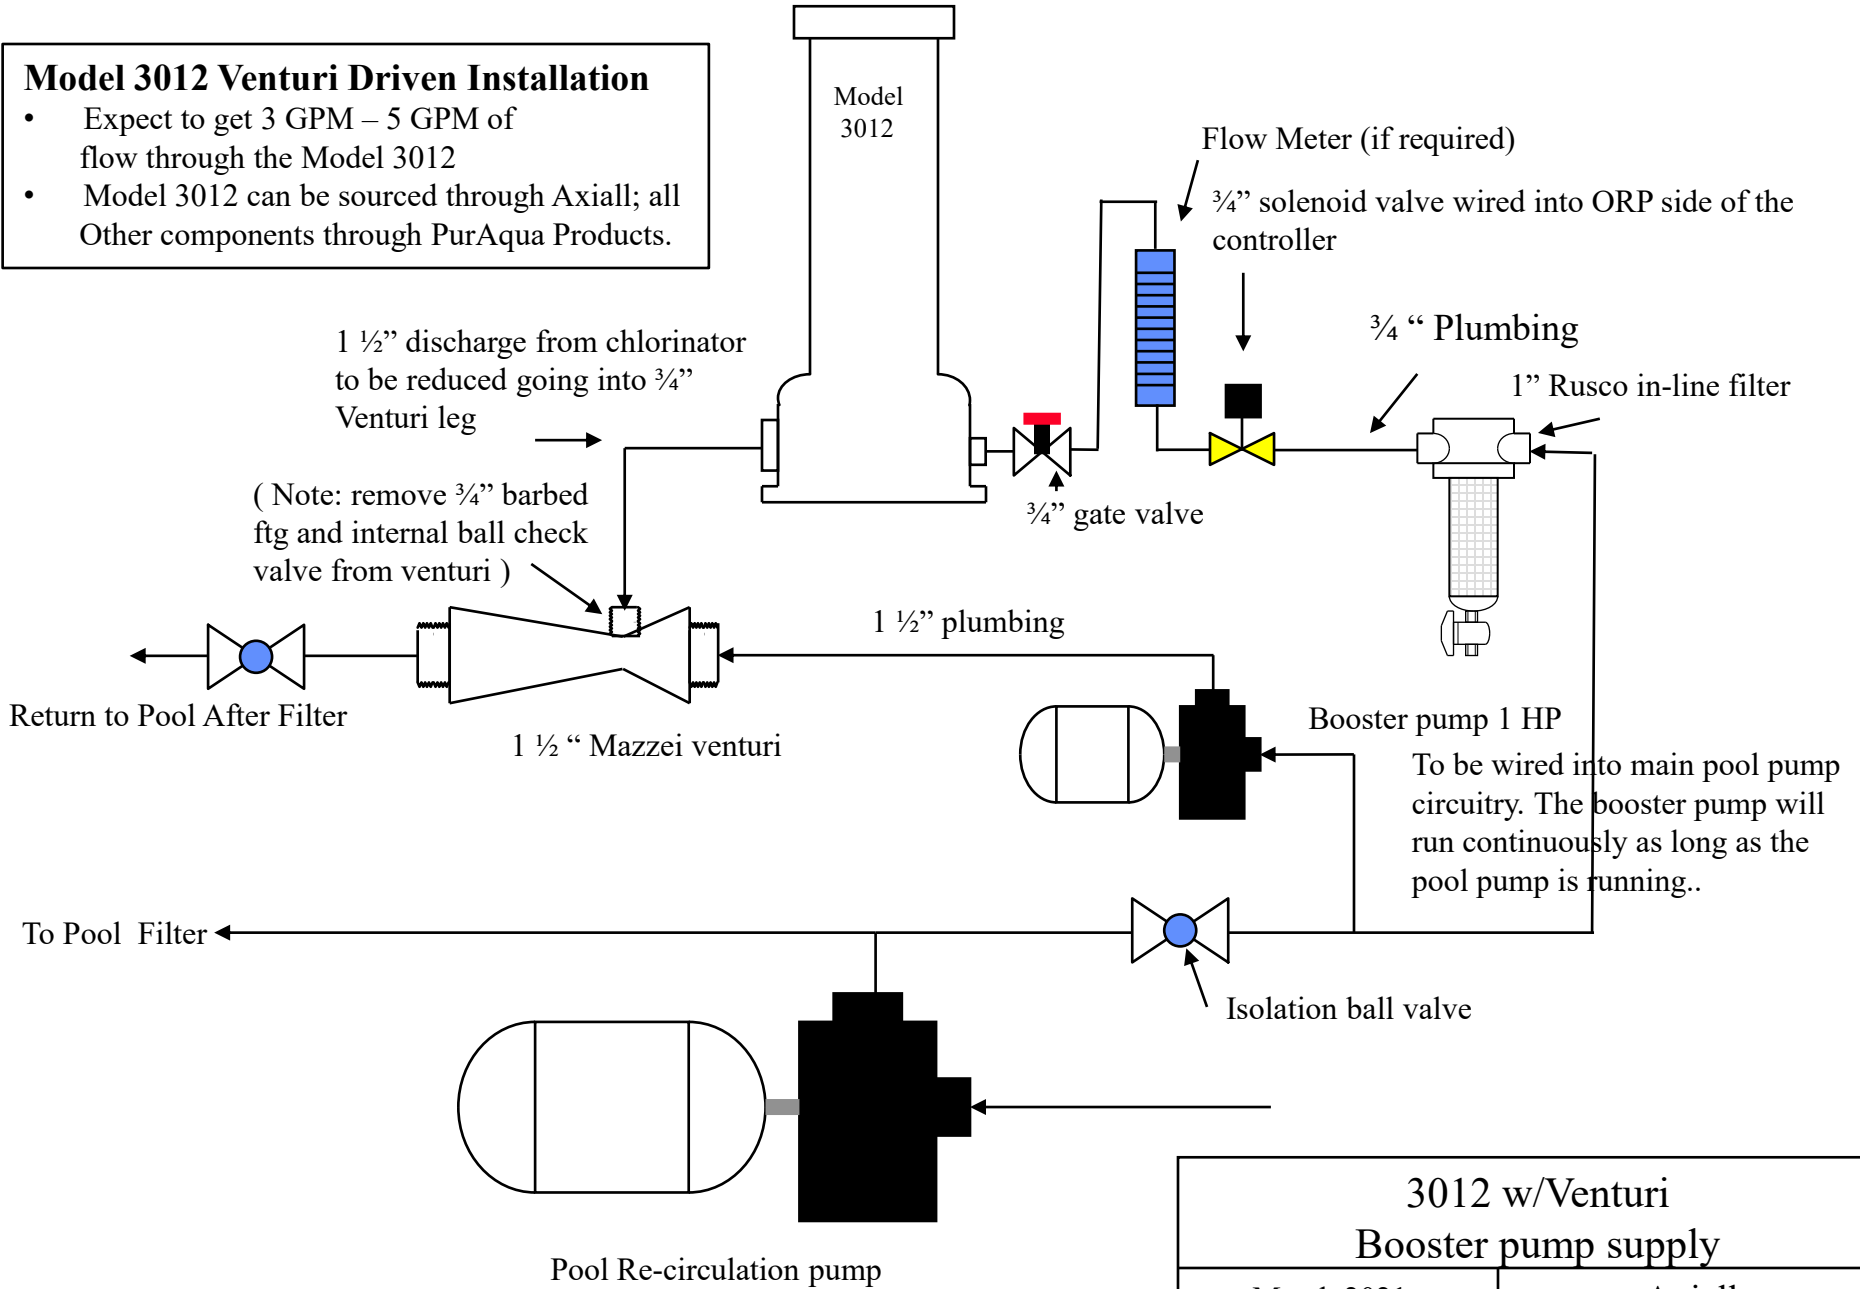 Model 3012 Venturi Driven Installation
• Expect to get 3 GPM – 5 GPM of
flow through the Model 3012
• Model 3012 can be sourced through Axiall; all
Other components through PurAqua Products.
Model
3012
Flow Meter (if required)
¾” solenoid valve wired into ORP side of the
controller
¾ “ Plumbing
1” Rusco in-line filter
1 ½” discharge from chlorinator
to be reduced going into ¾”
Venturi leg
( Note: remove ¾” barbed
ftg and internal ball check
valve from venturi )
¾” gate valve
1 ½” plumbing
Return to Pool After Filter
1 ½ “ Mazzei venturi
Booster pump 1 HP
To be wired into main pool pump
circuitry. The booster pump will
run continuously as long as the
pool pump is running..
To Pool  Filter
Isolation ball valve
Pool Re-circulation pump
3012 w/Venturi
Booster pump supply